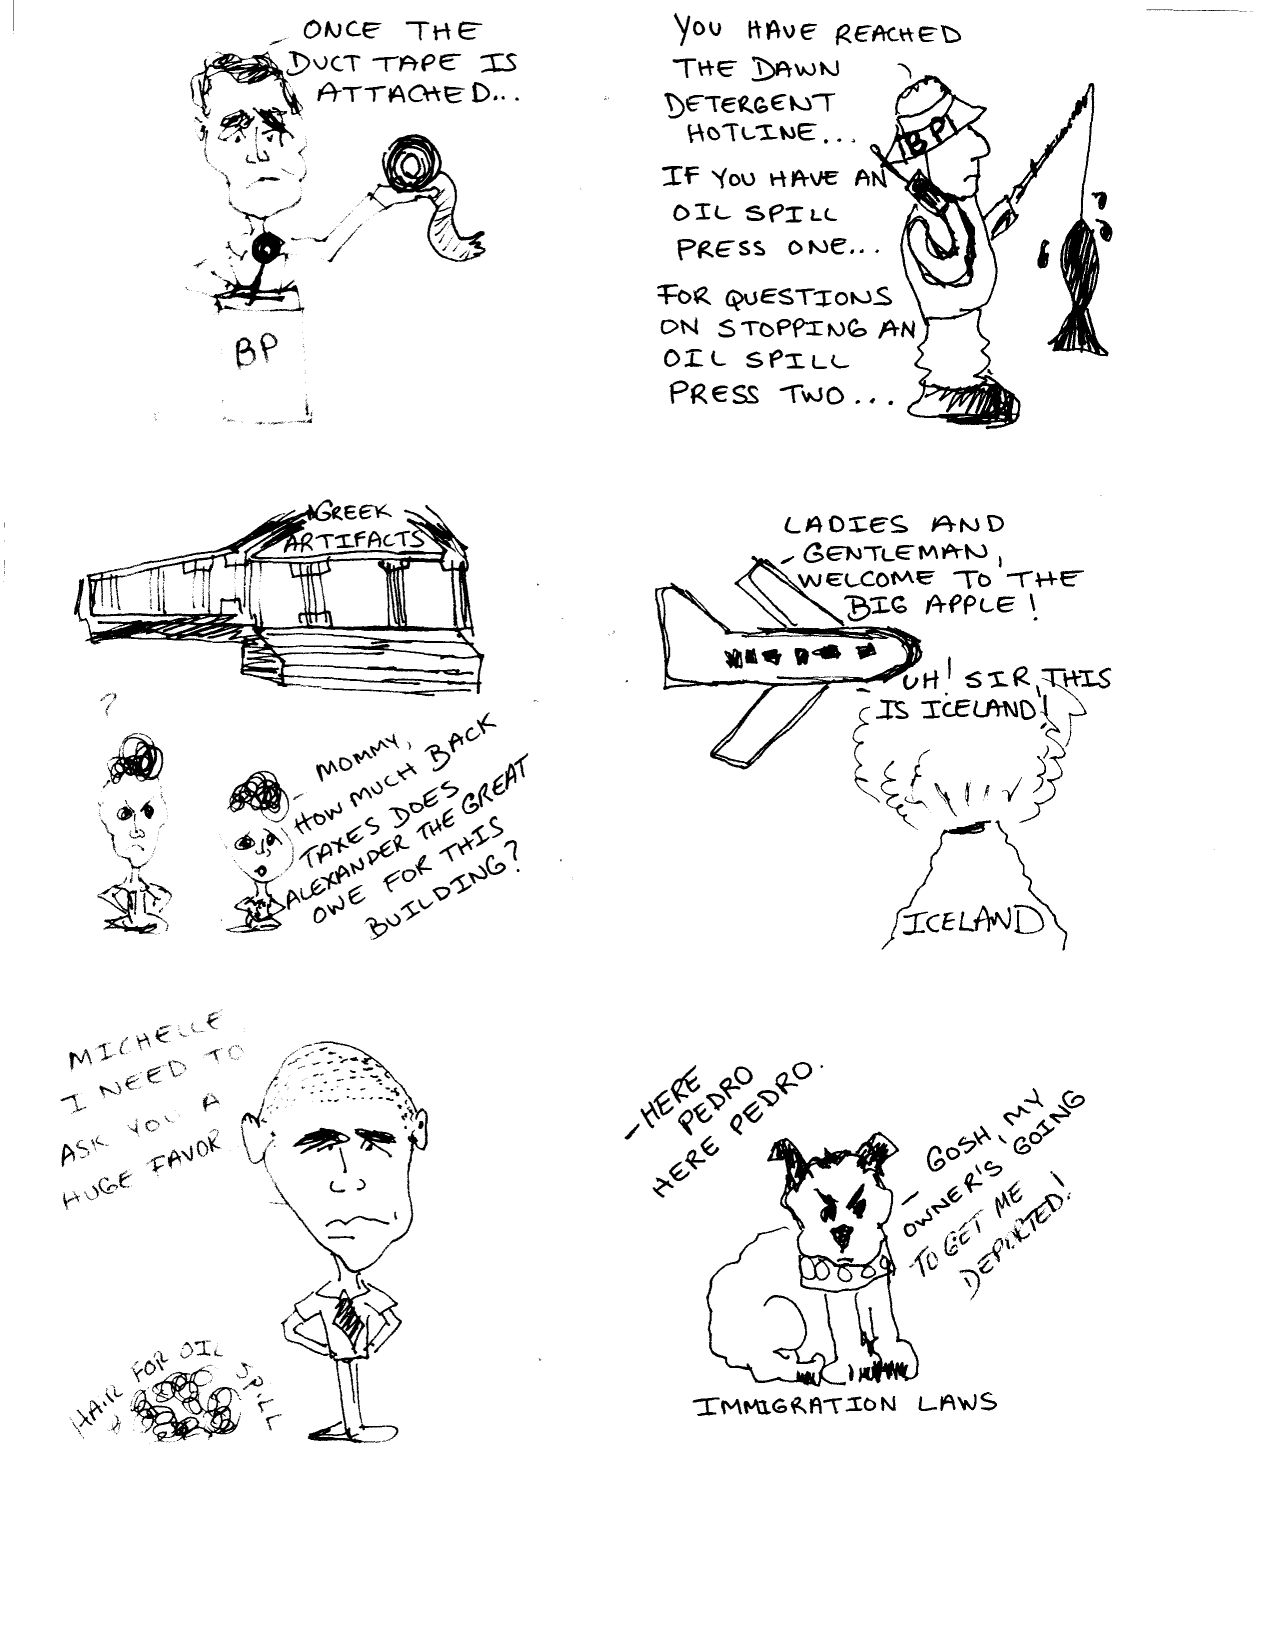 ONCE THE
DUCT TAPE IS
ATTACHED...
BP
YOU HAVE REACHED
THE DAWN
DETERGENT
HOTLINE...
IF YOU HAVE AN
OIL SPILL
PRESS ONE...
FOR QUESTIONS
ON STOPPING AN
OIL SPILL
PRESS TWO...
BP
GREEK
ARTIFACTS
?
MOMMY,
HOW MUCH BACK
TAXES DOES
ALEXANDER THE GREAT
OWE FOR THIS
BUILDING?
LADIES AND
GENTLEMAN,
WELCOME TO THE
BIG APPLE!
UH! SIR, THIS
IS ICELAND!
ICELAND
MICHELLE
I NEED TO
ASK YOU A
HUGE FAVOR
HAIR FOR OIL SPILL
HERE
PEDRO
HERE PEDRO.
GOSH, MY
OWNER'S GOING
TO GET ME
DEPORTED!
IMMIGRATION LAWS